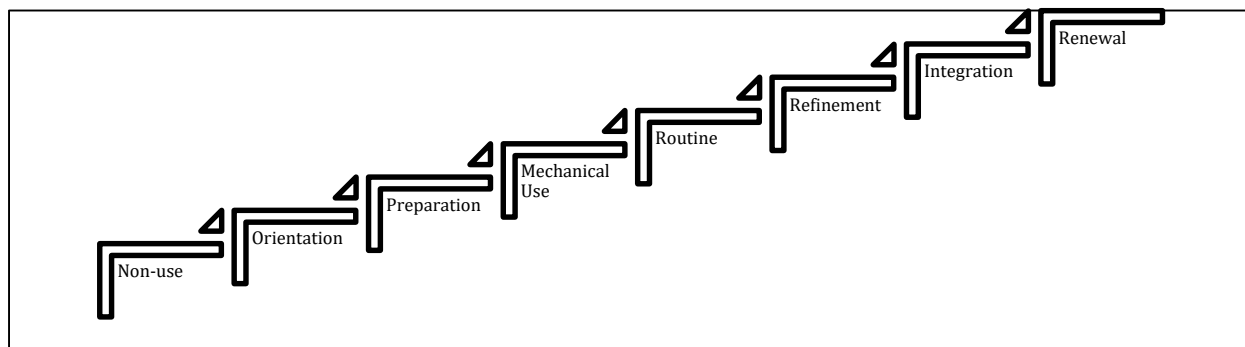 Non-use
Orientation
Preparation
Mechanical
Use
Routine
Refinement
Integration
Renewal